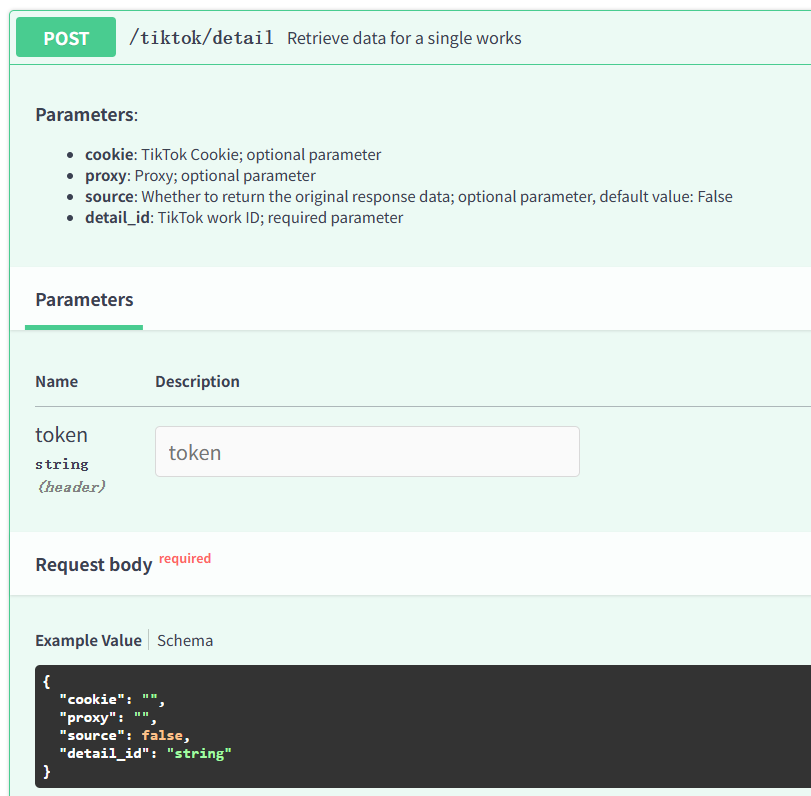 POST /tiktok/detail Retrieve data for a single works
Parameters:
cookie: TikTok Cookie; optional parameter
proxy: Proxy; optional parameter
source: Whether to return the original response data; optional parameter, default value: False
detail_id: TikTok work ID; required parameter
Parameters
Name Description
token
string
(header)
token
Request body required
Example Value Schema
{
  "cookie": "",
  "proxy": "",
  "source": false,
  "detail_id": "string"
}